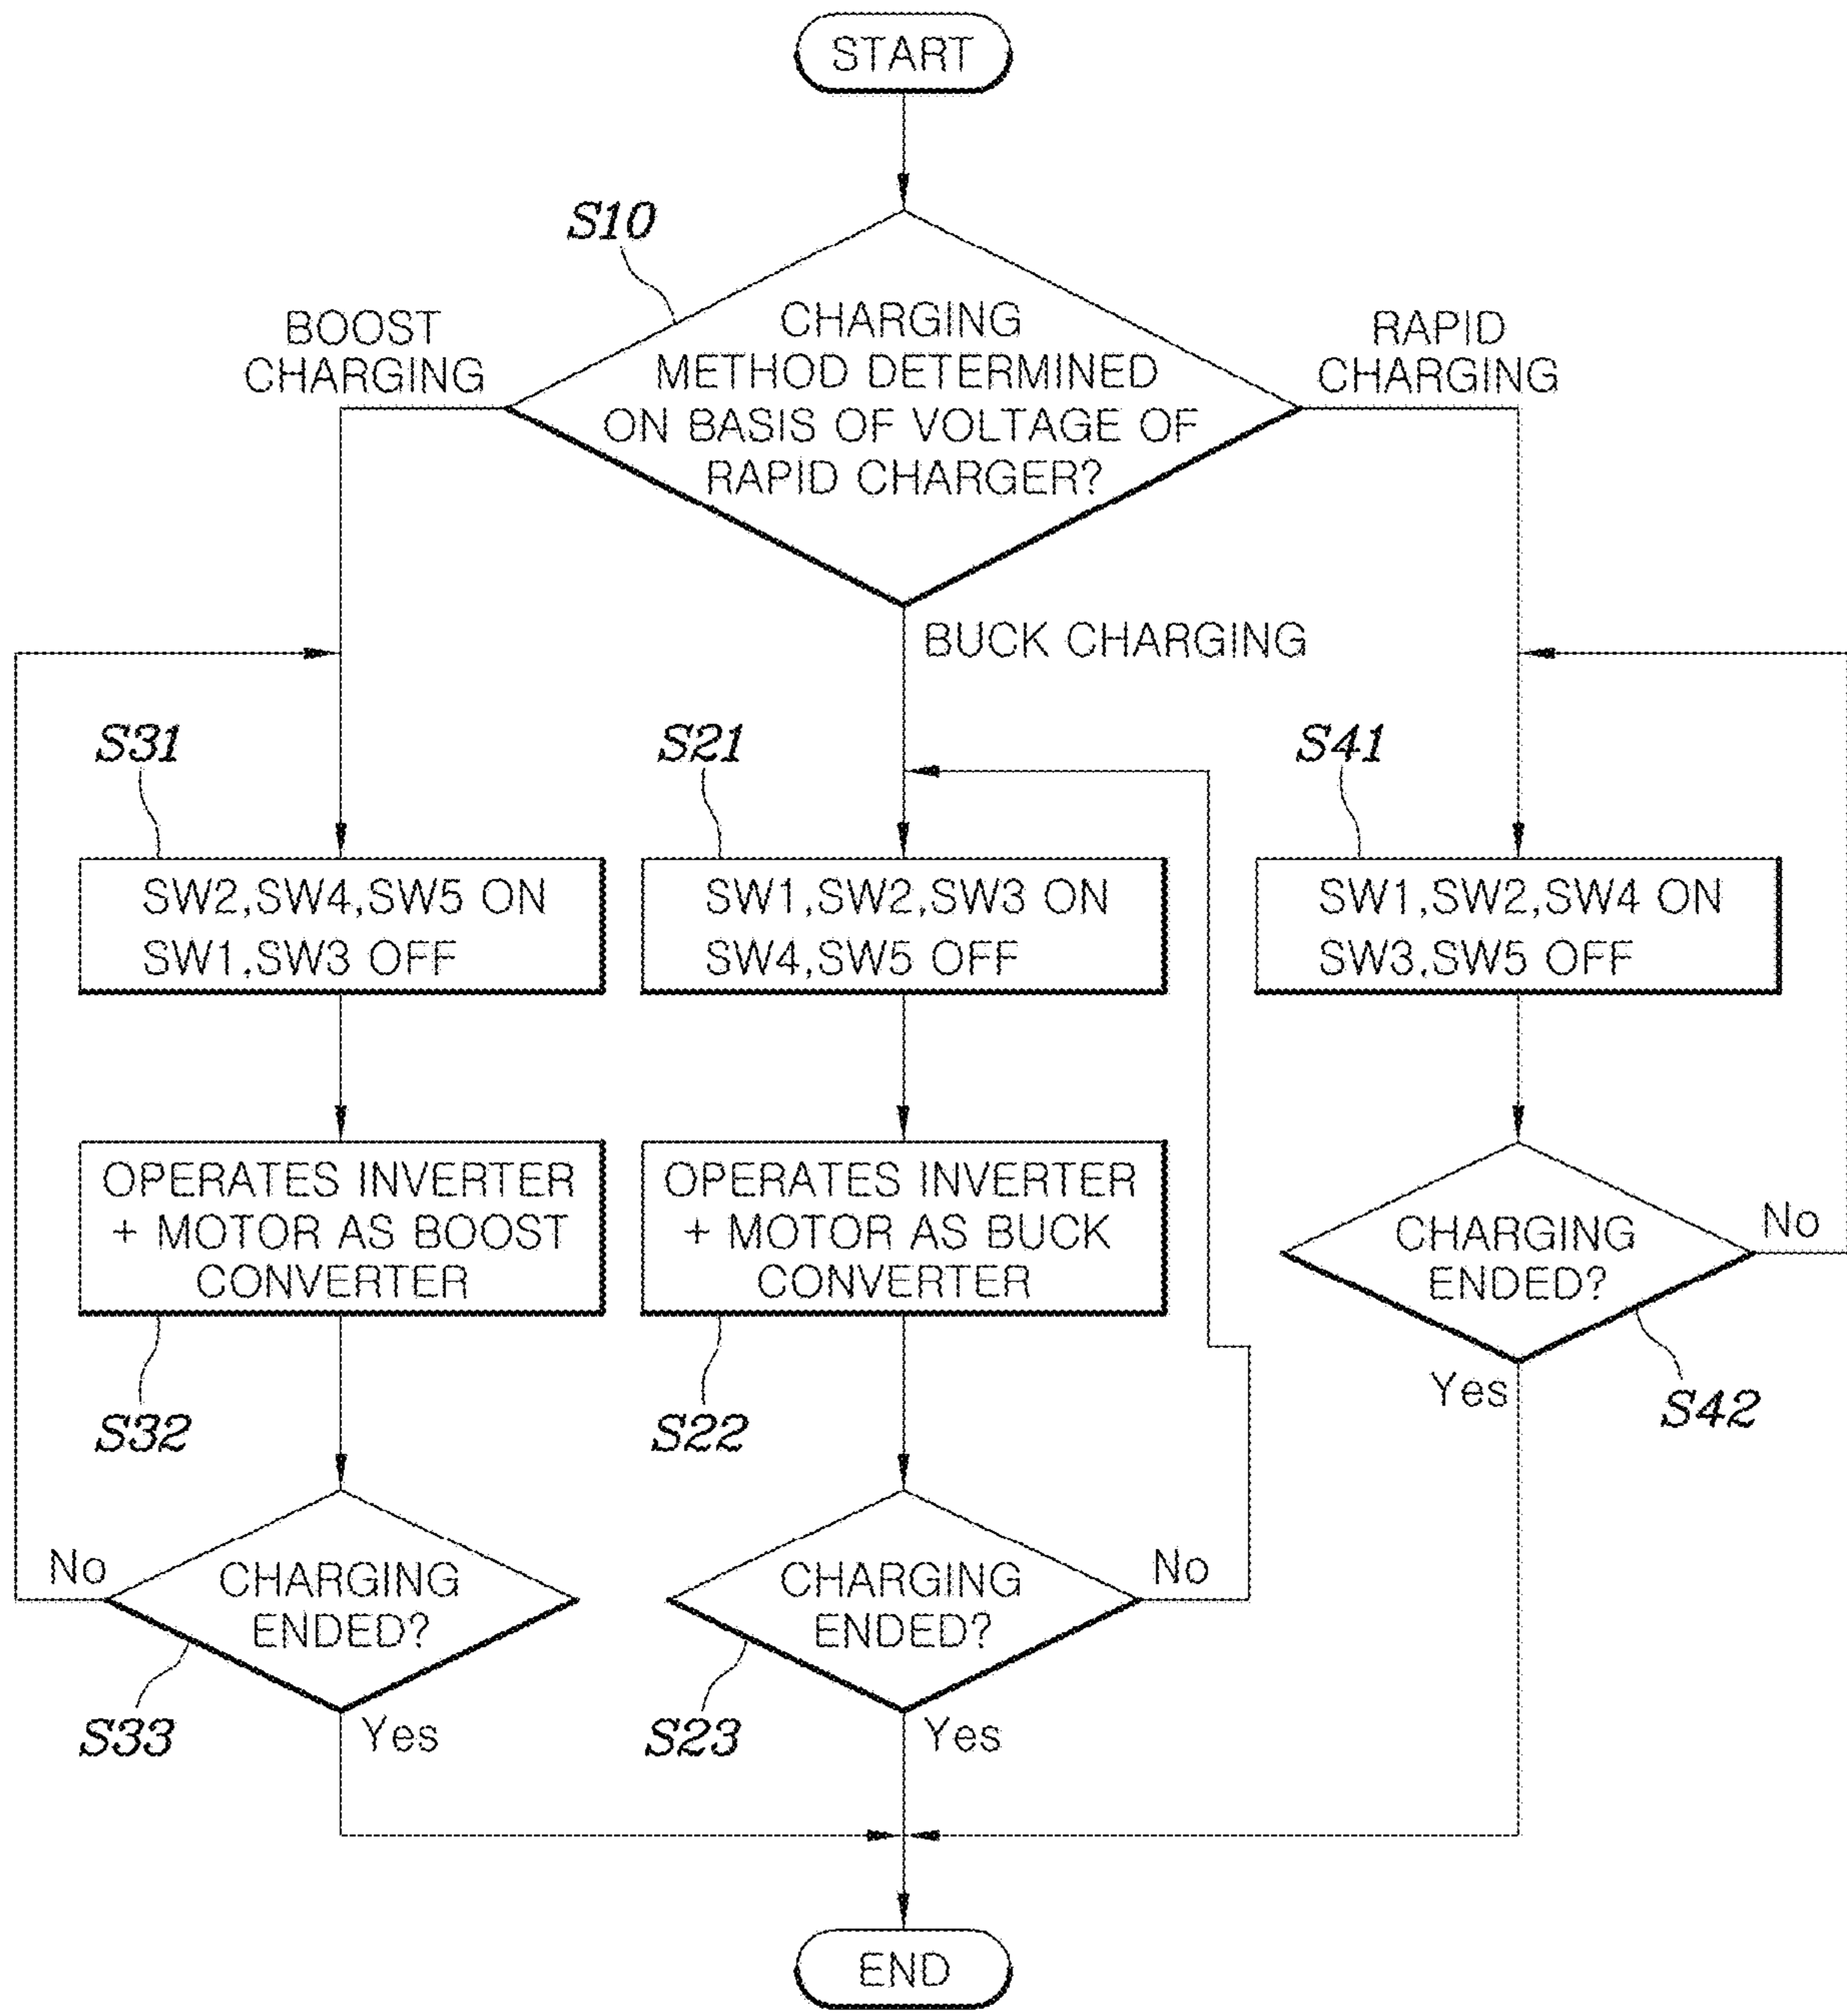 START
S10
BOOST
CHARGING
CHARGING
METHOD DETERMINED
ON BASIS OF VOLTAGE OF
RAPID CHARGER?
RAPID
CHARGING
BUCK CHARGING
S31
SW2,SW4,SW5 ON
SW1,SW3 OFF
S21
SW1,SW2,SW3 ON
SW4,SW5 OFF
S41
SW1,SW2,SW4 ON
SW3,SW5 OFF
OPERATES INVERTER
+ MOTOR AS BOOST
CONVERTER
S32
OPERATES INVERTER
+ MOTOR AS BUCK
CONVERTER
S22
CHARGING
ENDED?
No
Yes
S42
No
CHARGING
ENDED?
S33
Yes
CHARGING
ENDED?
No
S23
Yes
END